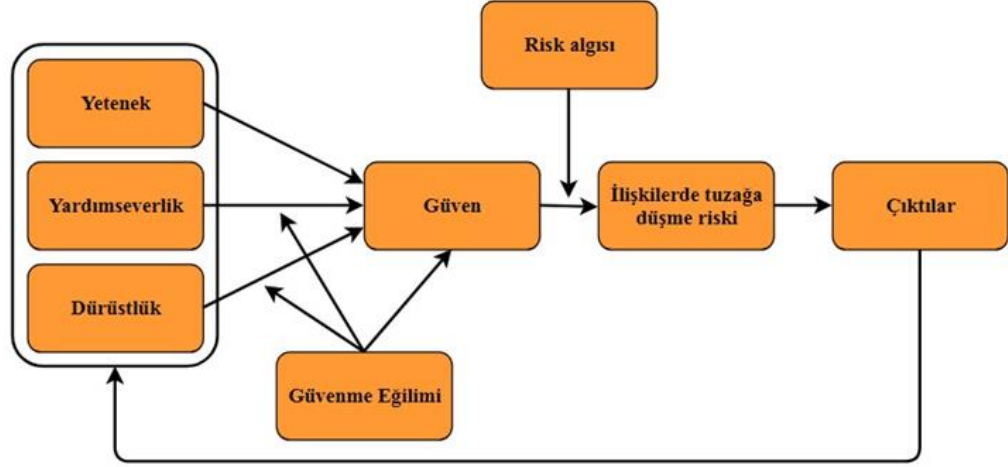 Risk algısı
Yetenek
Yardımseverlik
Güven
İlişkilerde tuzağa
düşme riski
Çıktılar
Dürüstlük
Güvenme Eğilimi